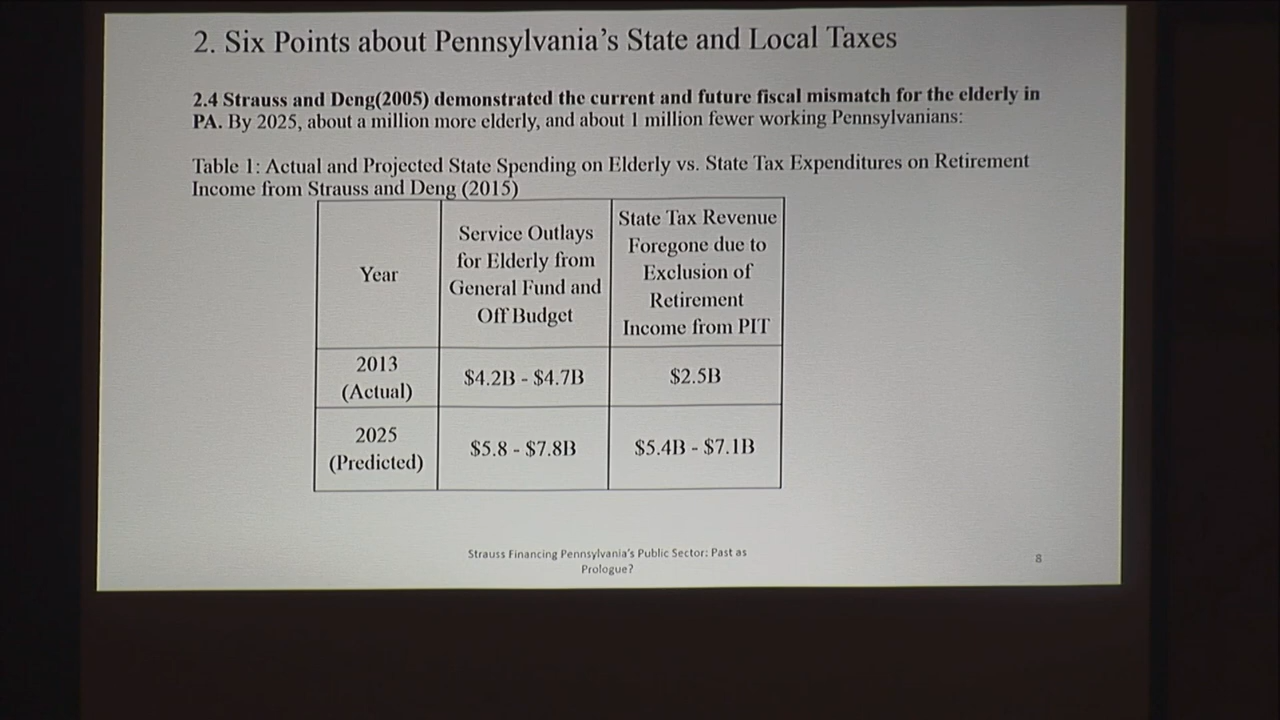 2. Six Points about Pennsylvania's State and Local Taxes
2.4 Strauss and Deng(2005) demonstrated the current and future fiscal mismatch for the elderly in
PA. By 2025, about a million more elderly, and about 1 million fewer working Pennsylvanians:
Table 1: Actual and Projected State Spending on Elderly vs. State Tax Expenditures on Retirement
Income from Strauss and Deng (2015)
Year
Service Outlays
for Elderly from
General Fund and
Off Budget
State Tax Revenue
Foregone due to
Exclusion of
Retirement
Income from PIT
2013
(Actual)
$4.2B - $4.7B
$2.5B
2025
(Predicted)
$5.8 - $7.8B
$5.4B - $7.1B
Strauss Financing Pennsylvania's Public Sector: Past as
Prologue?
8